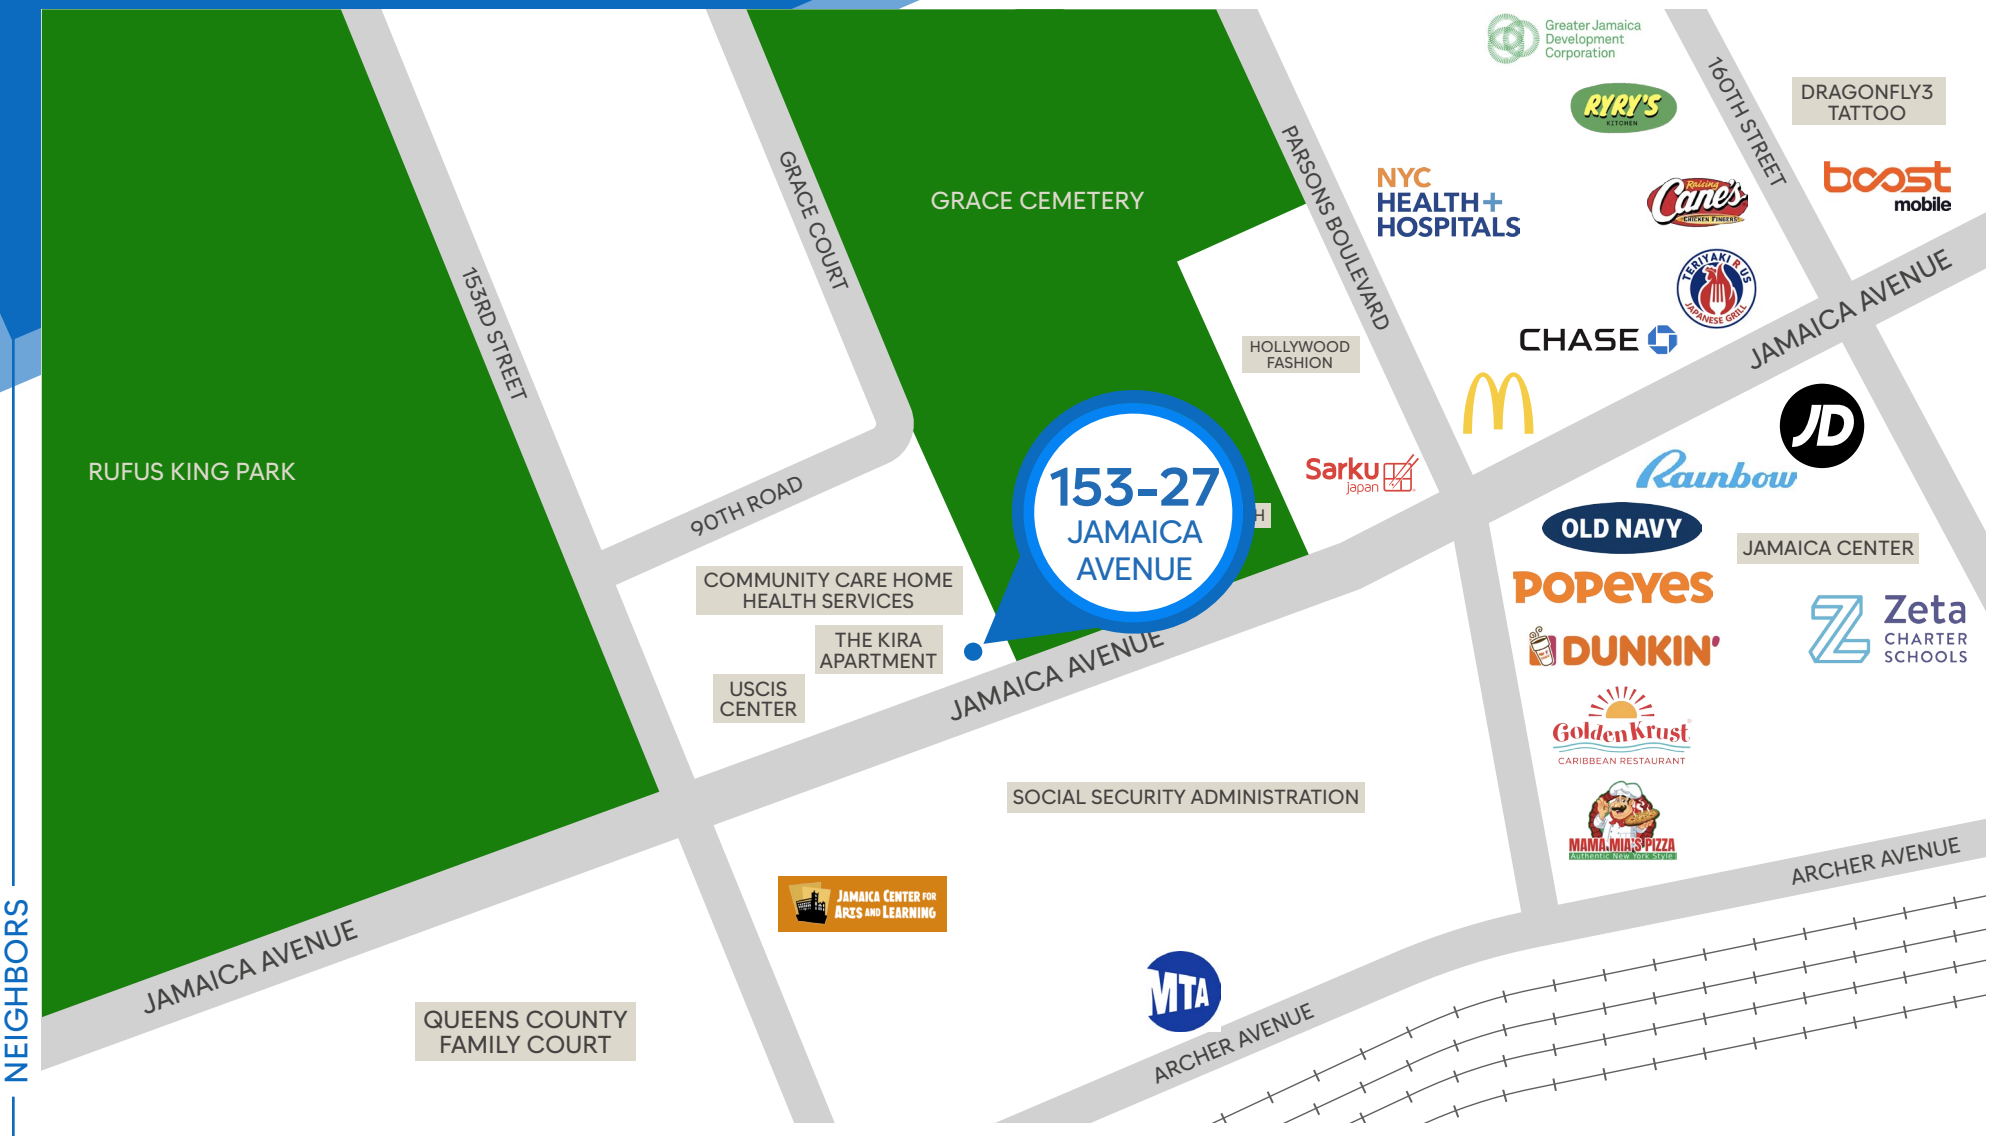 Greater Jamaica
Development
Corporation
RYRY'S
KITCHEN
160TH STREET
DRAGONFLY3
TATTOO
PARSONS BOULEVARD
GRACE COURT
GRACE CEMETERY
NYC
HEALTH+
HOSPITALS
Raising
Cane's
CHICKEN FINGERS
boost
mobile
TERIYAKI R US
JAPANESE GRILL
JAMAICA AVENUE
153RD STREET
HOLLYWOOD
FASHION
CHASE
JD
RUFUS KING PARK
90TH ROAD
153-27
JAMAICA
AVENUE
H
Sarku
japan
Rainbow
OLD NAVY
JAMAICA CENTER
COMMUNITY CARE HOME
HEALTH SERVICES
POPEYES
THE KIRA
APARTMENT
DUNKIN'
Zeta
CHARTER
SCHOOLS
USCIS
CENTER
JAMAICA AVENUE
Golden Krust
CARIBBEAN RESTAURANT
SOCIAL SECURITY ADMINISTRATION
MAMA MIA'S PIZZA
Authentic New York Style
ARCHER AVENUE
JAMAICA CENTER FOR
ARTS AND LEARNING
JAMAICA AVENUE
MTA
QUEENS COUNTY
FAMILY COURT
ARCHER AVENUE
NEIGHBORS